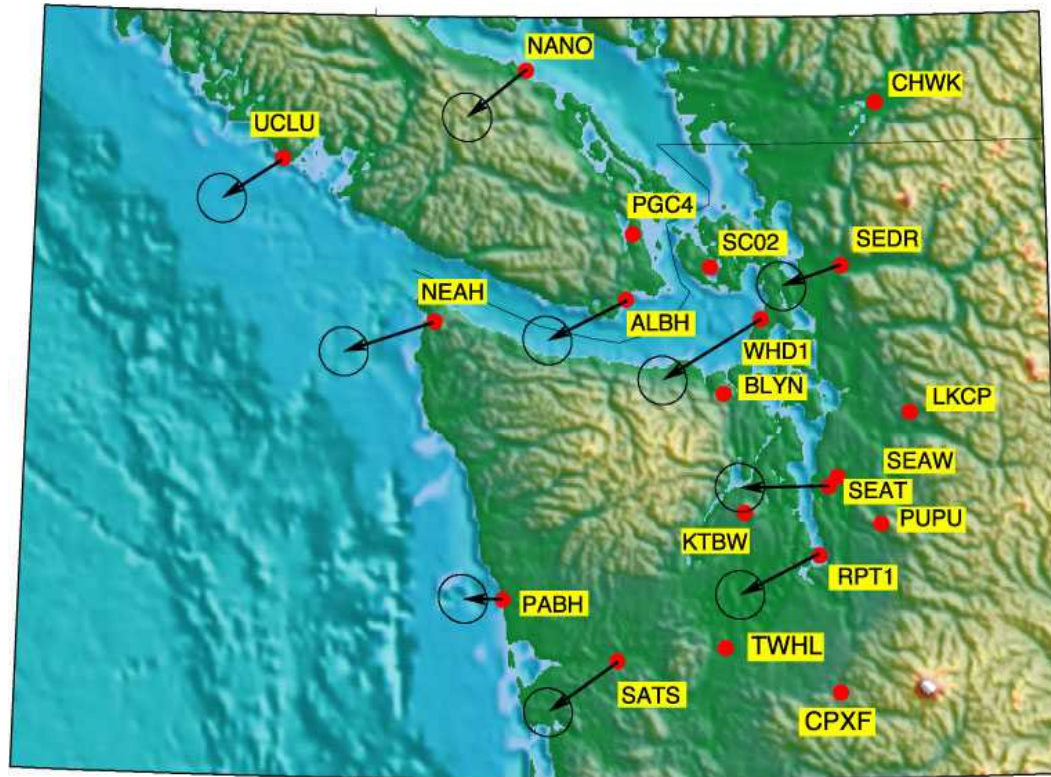 NANO
CHWK
UCLU
PGC4
SC02
SEDR
NEAH
ALBH
WHD1
BLYN
LKCP
SEAW
SEAT
PUPU
KTBW
RPT1
PABH
TWHL
SATS
CPXF